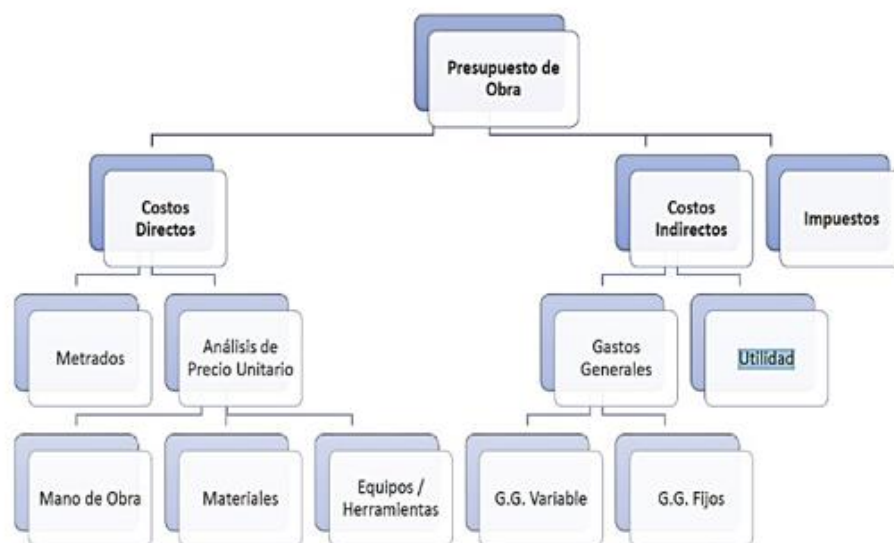 Presupuesto de
Obra
Costos
Directos
Costos
Indirectos
Impuestos
Metrados
Análisis de
Precio Unitario
Gastos
Generales
Utilidad
Mano de Obra
Materiales
Equipos /
Herramientas
G.G. Variable
G.G. Fijos